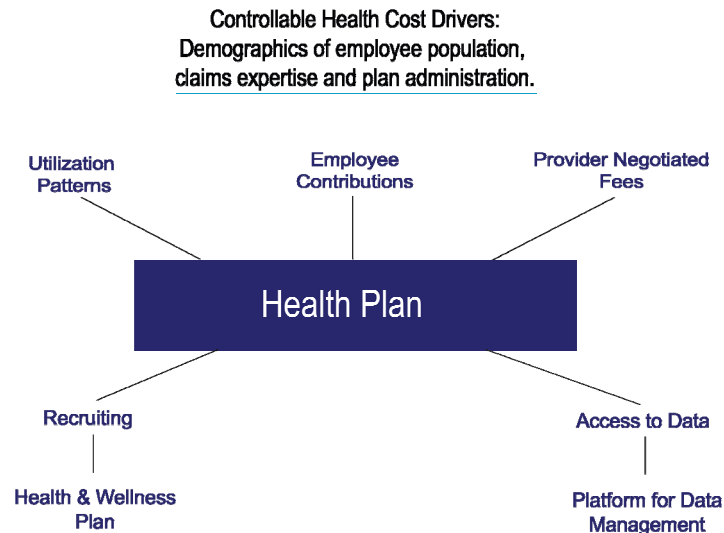 Controllable Health Cost Drivers:
Demographics of employee population,
claims expertise and plan administration.
Utilization
Patterns
Employee
Contributions
Provider Negotiated
Fees
Health Plan
Recruiting
Access to Data
Health & Wellness
Plan
Platform for Data
Management